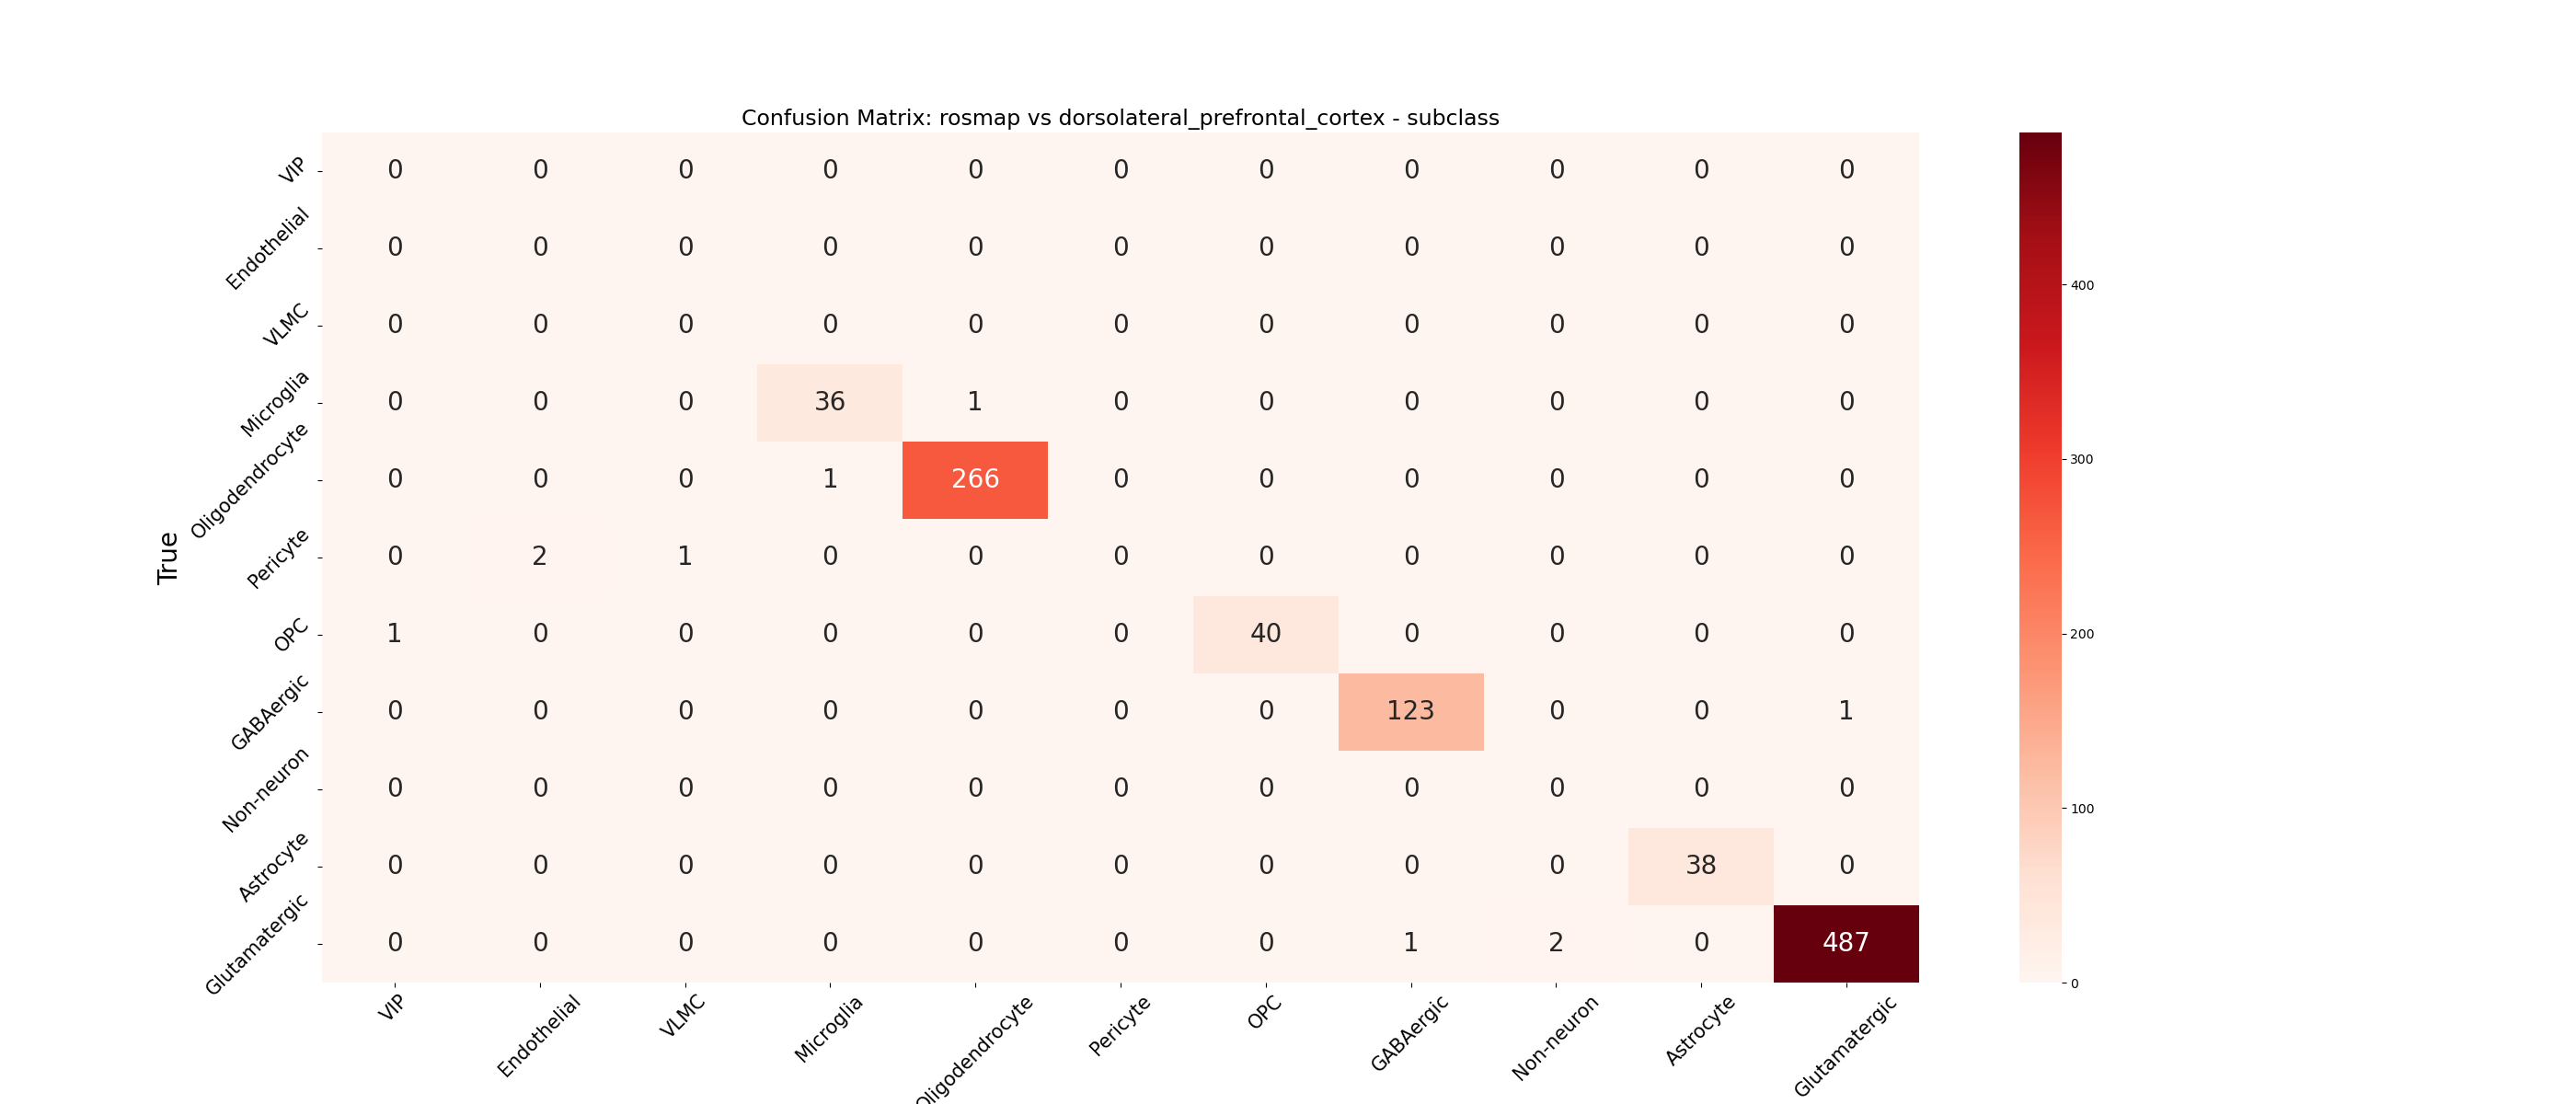 Confusion Matrix: rosmap vs dorsolateral_prefrontal_cortex - subclass
True
VIP 0 0 0 0 0 0 0 0 0 0 0
Endothelial 0 0 0 0 0 0 0 0 0 0 0
VLMC 0 0 0 0 0 0 0 0 0 0 0
Microglia 0 0 0 36 1 0 0 0 0 0 0
Oligodendrocyte 0 0 0 1 266 0 0 0 0 0 0
Pericyte 0 2 1 0 0 0 0 0 0 0 0
OPC 1 0 0 0 0 0 40 0 0 0 0
GABAergic 0 0 0 0 0 0 0 123 0 0 1
Non-neuron 0 0 0 0 0 0 0 0 0 0 0
Astrocyte 0 0 0 0 0 0 0 0 0 38 0
Glutamatergic 0 0 0 0 0 0 0 1 2 0 487
VIP Endothelial VLMC Microglia Oligodendrocyte Pericyte OPC GABAergic Non-neuron Astrocyte Glutamatergic
400
300
200
100
0